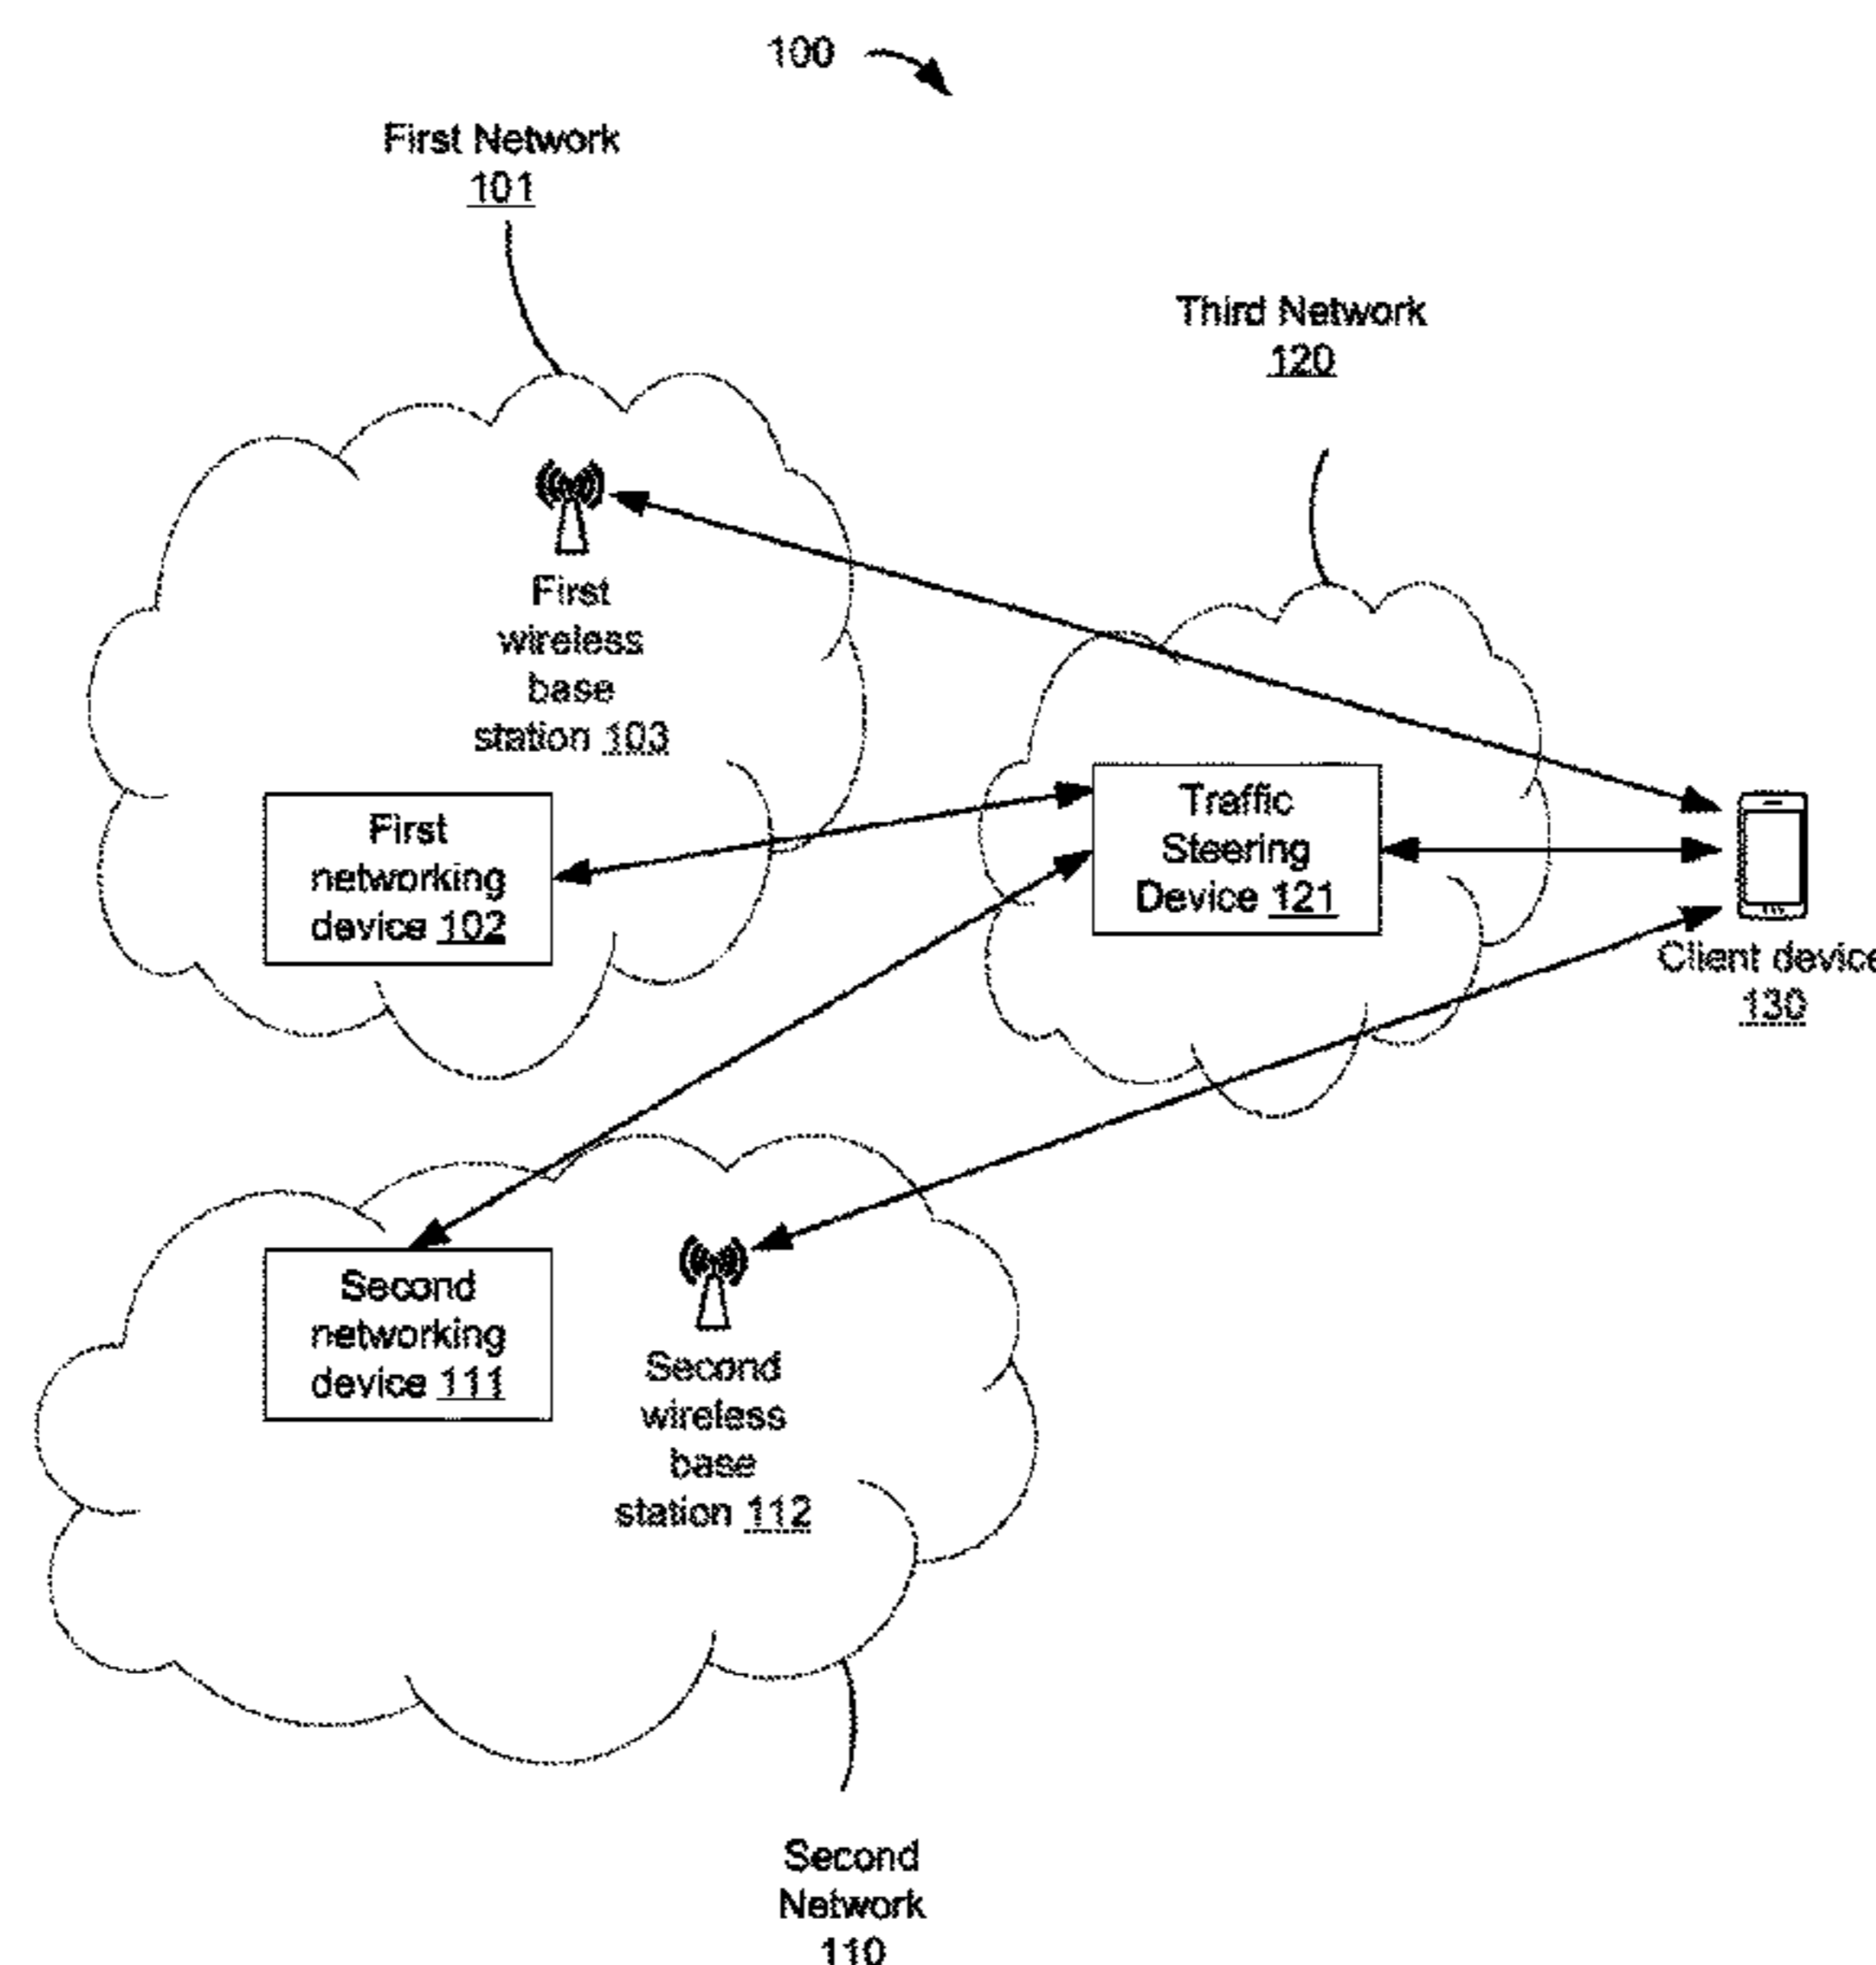 100
First Network
101
Third Network
120
First
wireless
base
station 103
First
networking
device 102
Traffic
Steering
Device 121
Client device
130
Second
networking
device 111
Second
wireless
base
station 112
Second
Network
110